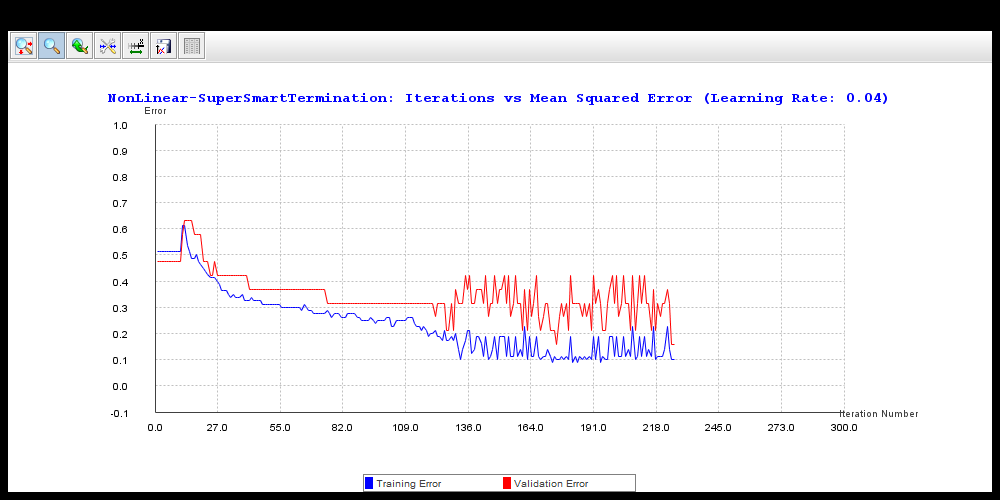 NonLinear-SuperSmartTermination: Iterations vs Mean Squared Error (Learning Rate: 0.04)
Error
1.0
0.9
0.8
0.7
0.6
0.5
0.4
0.3
0.2
0.1
0.0
-0.1
Iteration Number
0.0 27.0 55.0 82.0 109.0 136.0 164.0 191.0 218.0 245.0 273.0 300.0
Training Error Validation Error